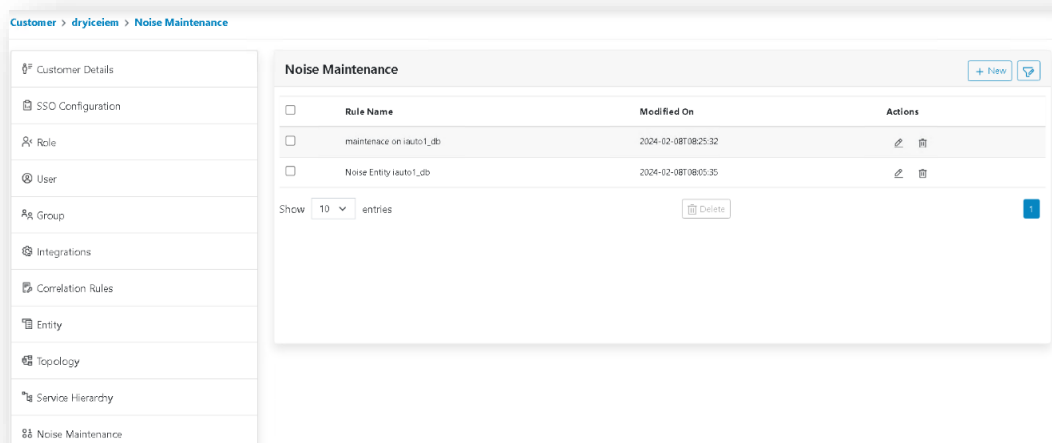 Customer > dryiceiem > Noise Maintenance
Customer Details
SSO Configuration
Role
User
Group
Integrations
Correlation Rules
Entity
Topology
Service Hierarchy
Noise Maintenance
Noise Maintenance
+ New
Rule Name Modified On Actions
maintenace on iauto1_db 2024-02-08T08:25:32
Noise Entity iauto1_db 2024-02-08T08:05:35
Show 10 entries Delete 1